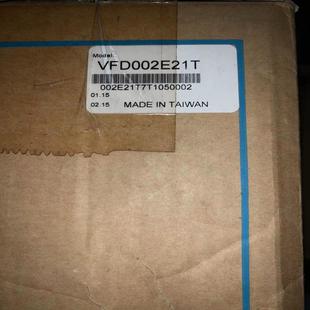 Model:
VFD002E21T
002E21T7T1050002
01.15
02.15 MADE IN TAIWAN